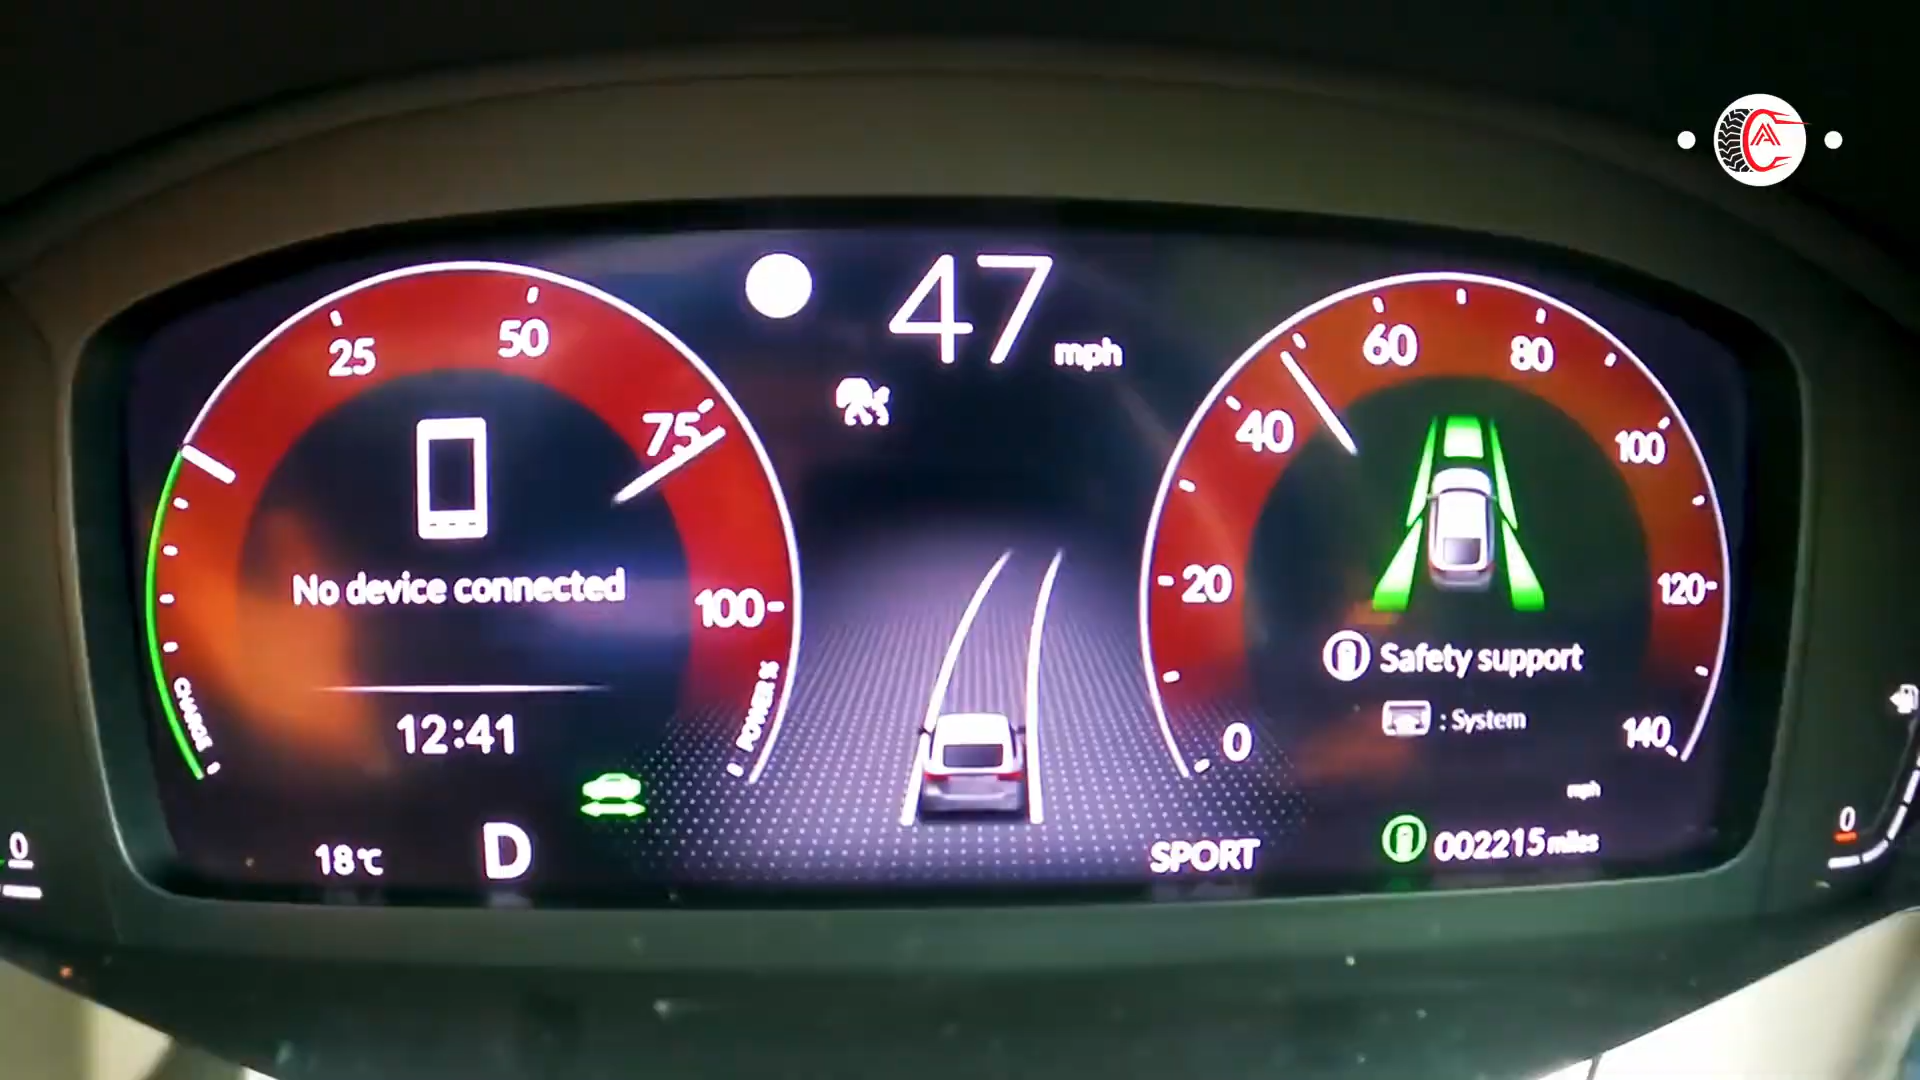 47 mph
25
50
75
100
CHARGE
POWER %
No device connected
12:41
18℃
D
0
20
40
60
80
100
120
140
Safety support
: System
mph
SPORT
002215 miles
0
0